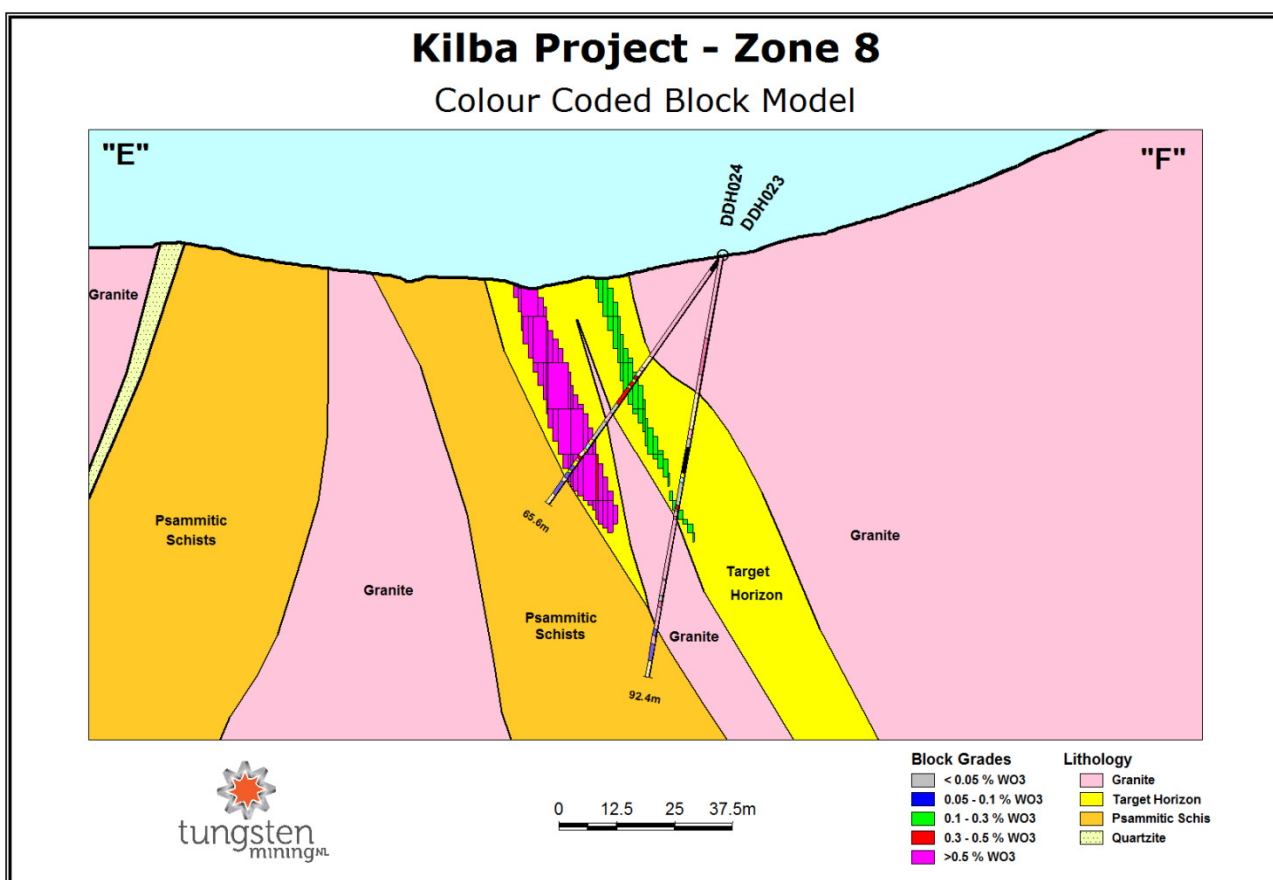 Kilba Project - Zone 8
Colour Coded Block Model
"E"
"F"
DDH024
DDH023
Granite
Psammitic
Schists
Granite
Psammitic
Schists
65.6m
92.4m
Granite
Target
Horizon
Granite
tungsten
miningNL
0 12.5 25 37.5m
Block Grades
< 0.05 % WO3
0.05 - 0.1 % WO3
0.1 - 0.3 % WO3
0.3 - 0.5 % WO3
>0.5 % WO3
Lithology
Granite
Target Horizon
Psammitic Schis
Quartzite